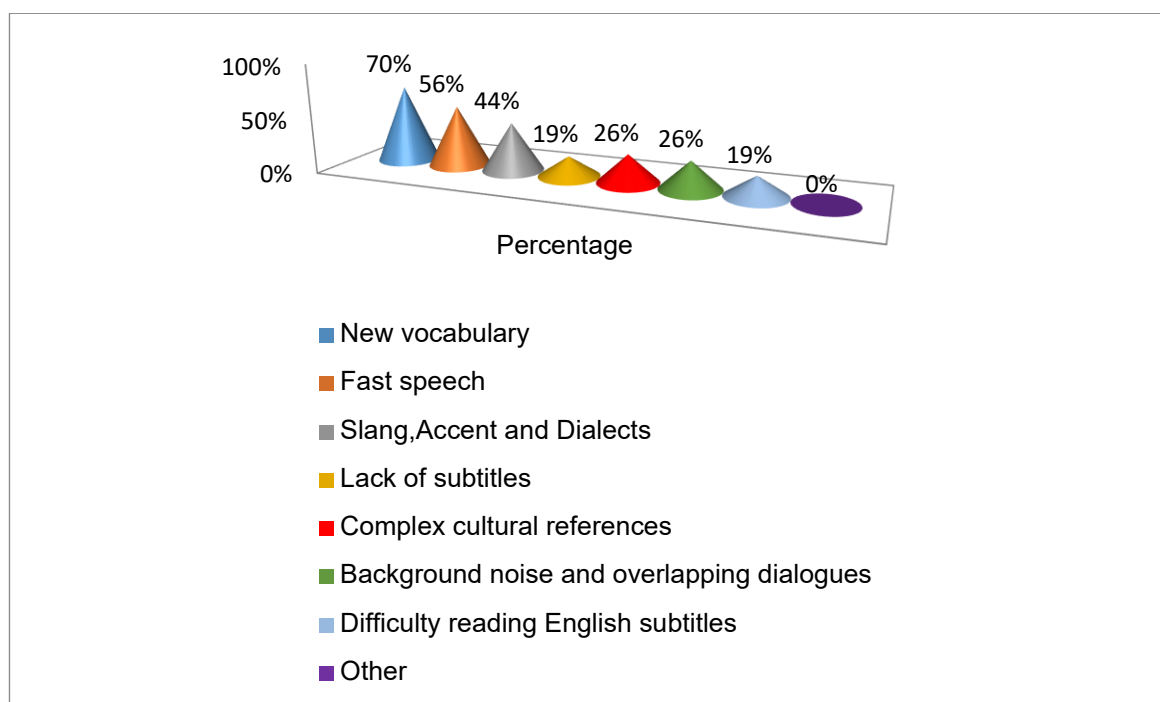 100%
50%
0%
70%
56%
44%
19%
26%
26%
19%
0%
Percentage
New vocabulary
Fast speech
Slang,Accent and Dialects
Lack of subtitles
Complex cultural references
Background noise and overlapping dialogues
Difficulty reading English subtitles
Other